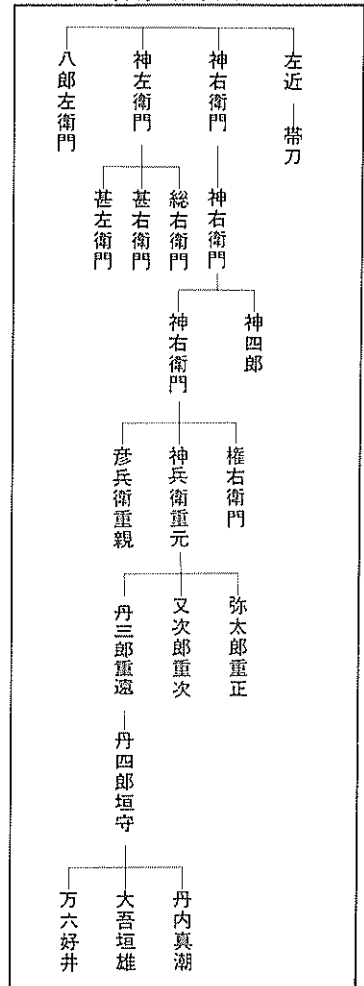 左近
帯刀
神右衛門
神左衛門
八郎左衛門
神右衛門
総右衛門
甚右衛門
甚左衛門
神四郎
神右衛門
権右衛門
神兵衛重元
彦兵衛重親
弥太郎重正
又次郎重次
丹三郎重遠
丹四郎垣守
丹内真潮
大吾垣雄
万六好井